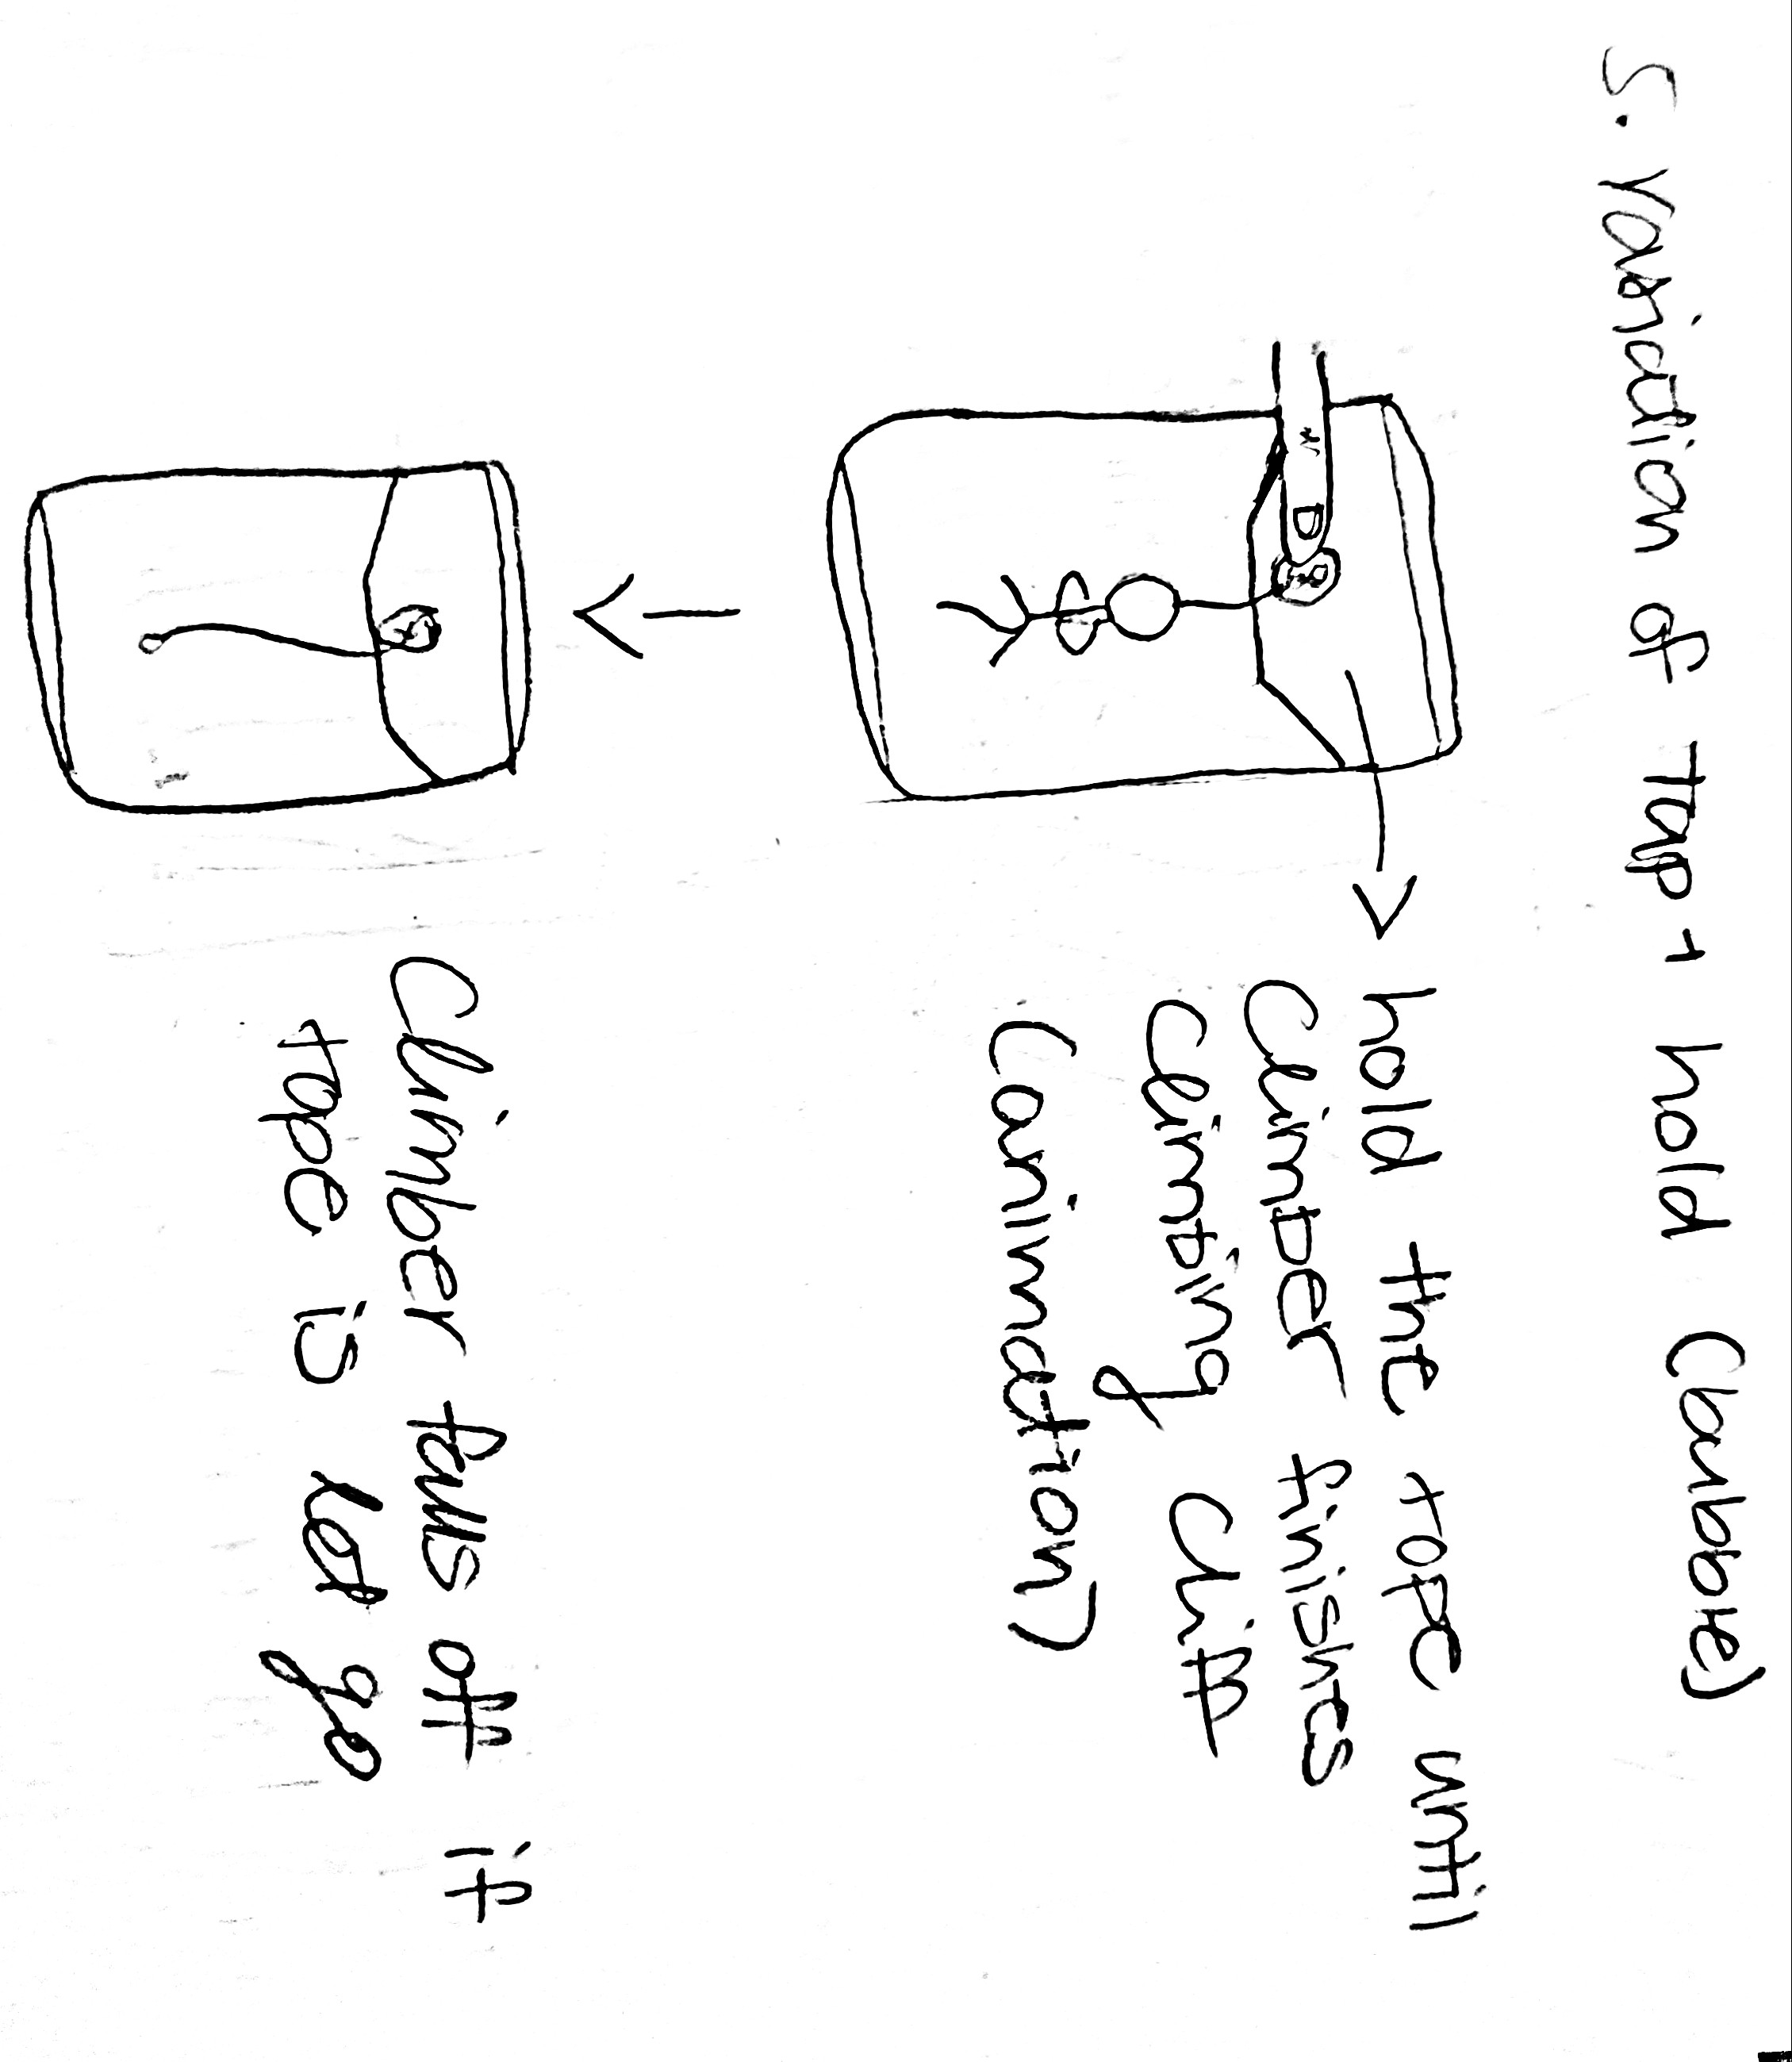 5. variation of Tap + hold (bubble)
hold the rope until
climber finishes
climbing cliff
(animation)
Climber falls off if
rope is let go